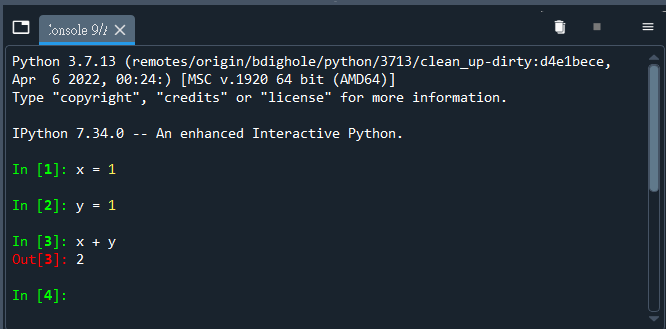 Console 9/A
Python 3.7.13 (remotes/origin/bdighole/python/3713/clean_up-dirty:d4e1bece,
Apr  6 2022, 00:24:) [MSC v.1920 64 bit (AMD64)]
Type "copyright", "credits" or "license" for more information.
IPython 7.34.0 -- An enhanced Interactive Python.
In [1]: x = 1
In [2]: y = 1
In [3]: x + y
Out[3]: 2
In [4]: